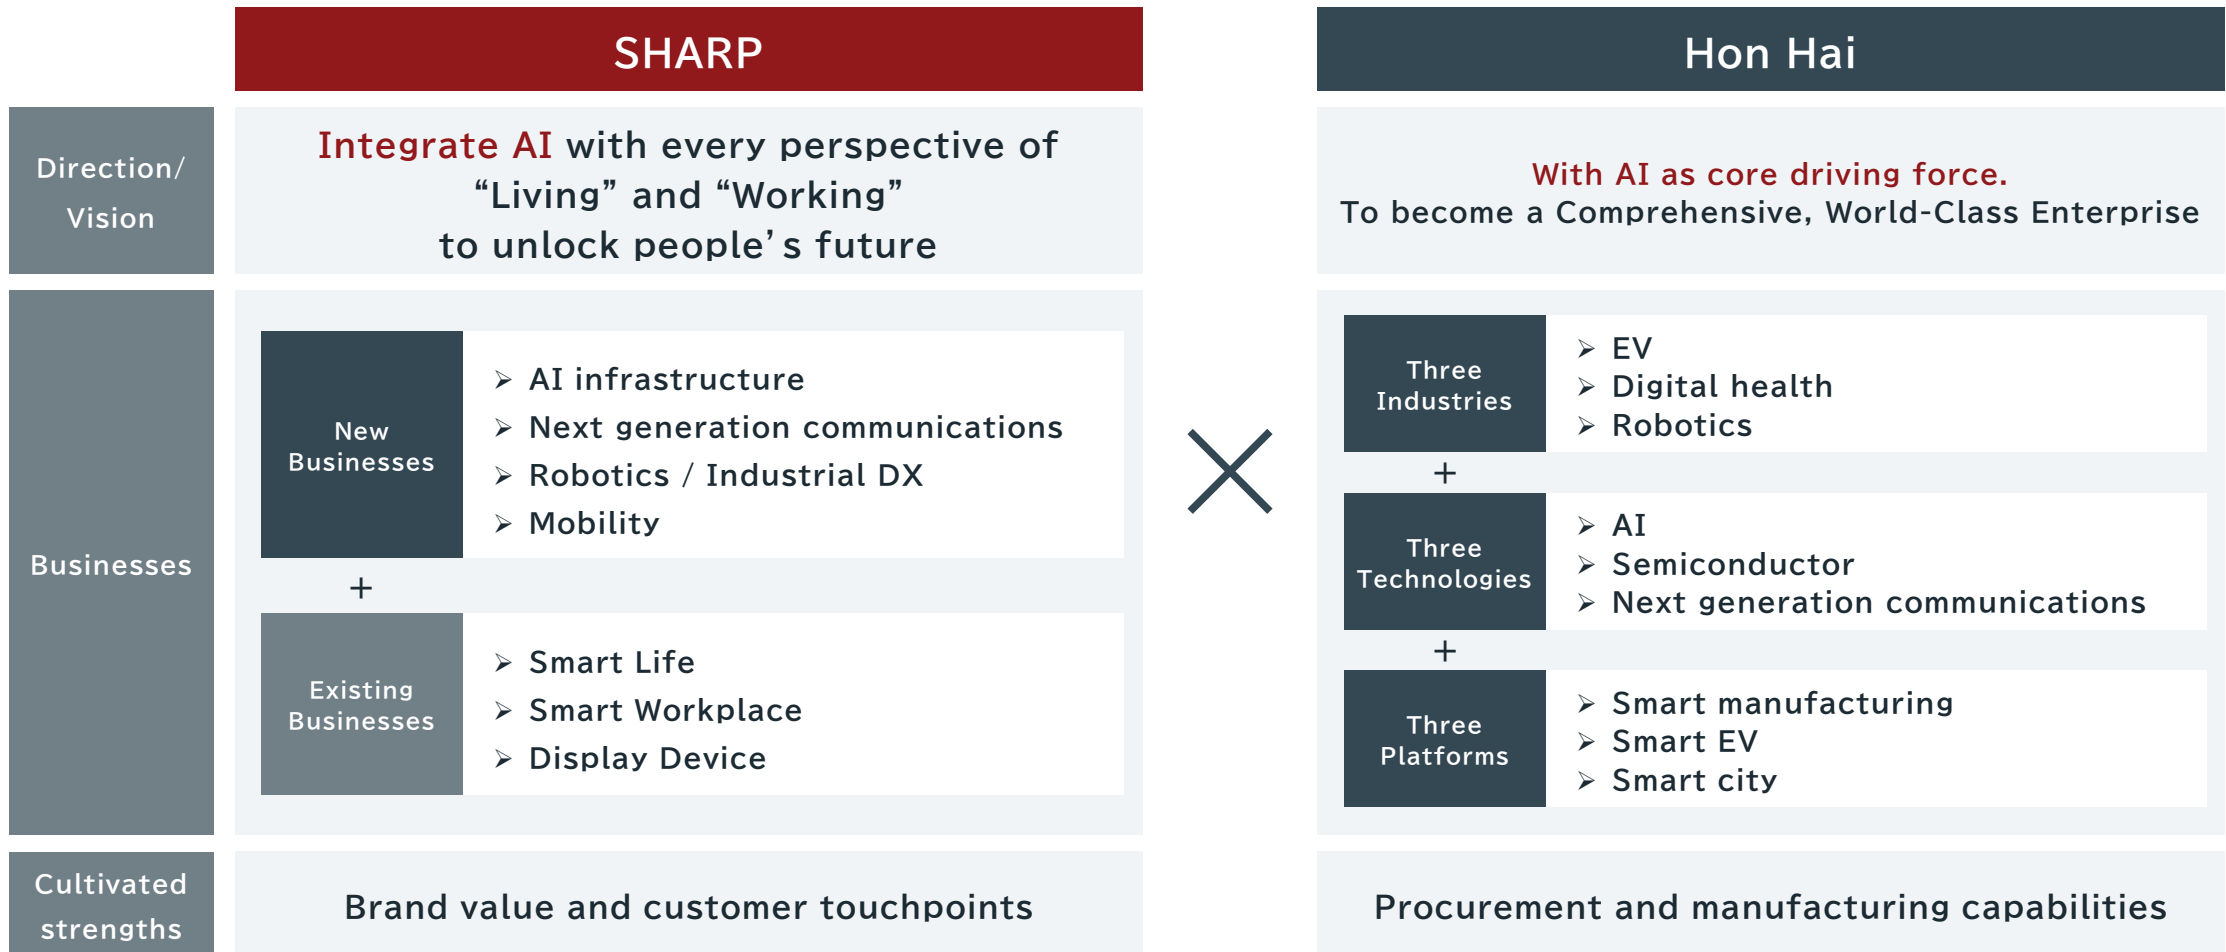 SHARP
Hon Hai
Direction/
Vision
Integrate AI with every perspective of
“Living” and “Working”
to unlock people’s future
With AI as core driving force.
To become a Comprehensive, World-Class Enterprise
Businesses
New
Businesses
➢ AI infrastructure
➢ Next generation communications
➢ Robotics / Industrial DX
➢ Mobility
+
Existing
Businesses
➢ Smart Life
➢ Smart Workplace
➢ Display Device
Three
Industries
➢ EV
➢ Digital health
➢ Robotics
+
Three
Technologies
➢ AI
➢ Semiconductor
➢ Next generation communications
+
Three
Platforms
➢ Smart manufacturing
➢ Smart EV
➢ Smart city
Cultivated
strengths
Brand value and customer touchpoints
Procurement and manufacturing capabilities